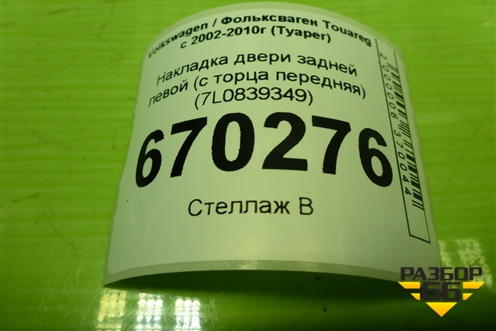 Volkswagen / Фольксваген Touareg
с 2002-2010г (Туарег)
Накладка двери задней
левой (с торца передняя)
(7L0839349)
670276
Стеллаж В
РАЗБОР
66